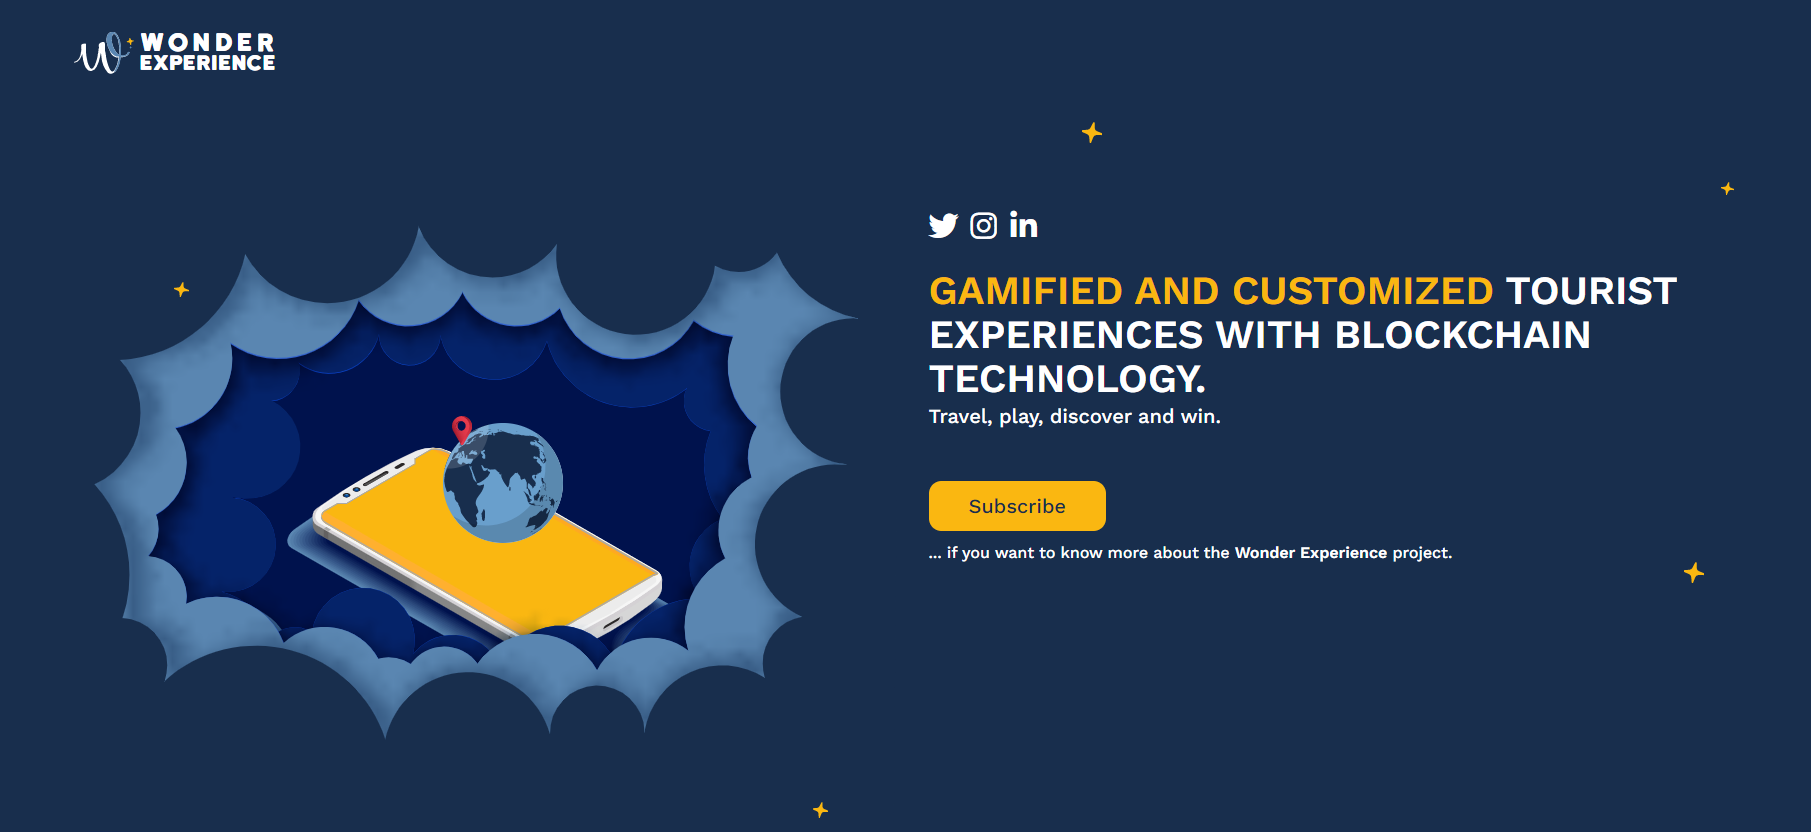 WONDER
EXPERIENCE
GAMIFIED AND CUSTOMIZED TOURIST
EXPERIENCES WITH BLOCKCHAIN
TECHNOLOGY.
Travel, play, discover and win.
Subscribe
... if you want to know more about the Wonder Experience project.